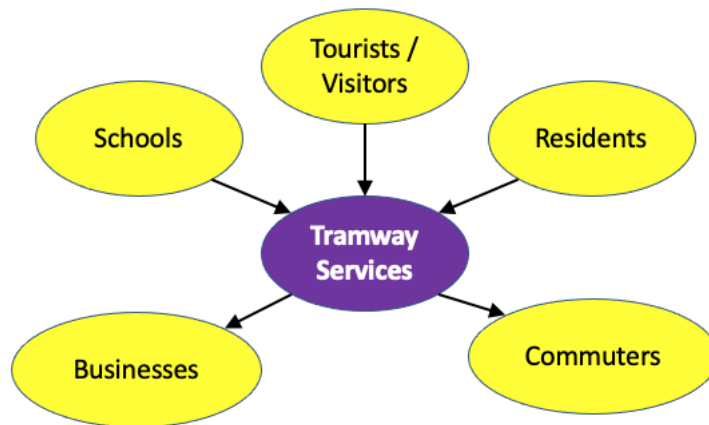 Tourists /
Visitors
Schools
Residents
Tramway
Services
Businesses
Commuters